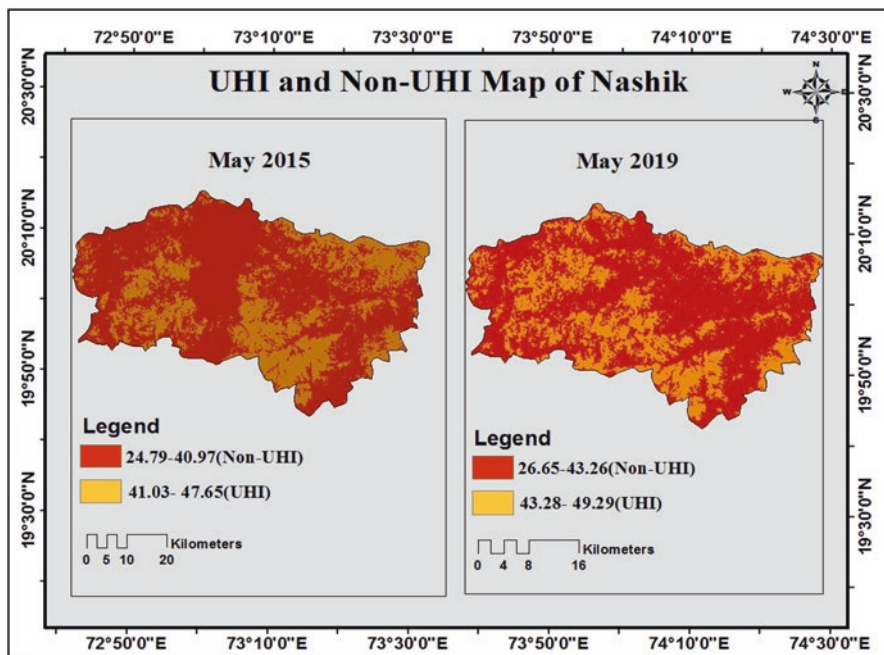 72°50'0"E 73°10'0"E 73°30'0"E 73°50'0"E 74°10'0"E 74°30'0"E
UHI and Non-UHI Map of Nashik
N
W E
S
May 2015
May 2019
20°30'0"N
20°10'0"N
19°50'0"N
19°30'0"N
20°30'0"N
20°10'0"N
19°50'0"N
19°30'0"N
Legend
24.79-40.97(Non-UHI)
41.03- 47.65(UHI)
Kilometers
0 5 10 20
Legend
26.65-43.26(Non-UHI)
43.28- 49.29(UHI)
Kilometers
0 4 8 16
72°50'0"E 73°10'0"E 73°30'0"E 73°50'0"E 74°10'0"E 74°30'0"E